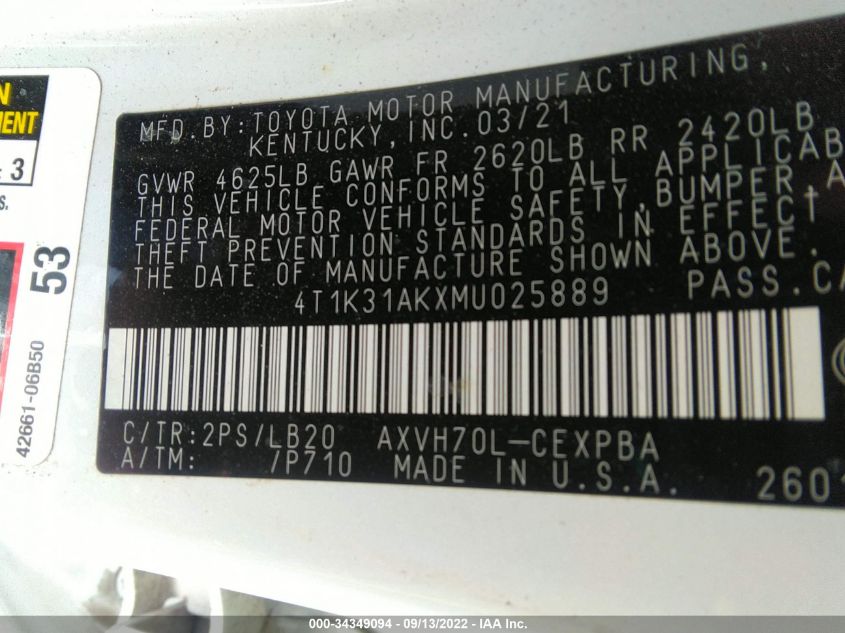 N
MENT
: 3
S.
53
42661-06B50
MFD.BY:TOYOTA MOTOR MANUFACTURING,
KENTUCKY,INC.03/21
GVWR 4625LB GAWR FR 2620LB RR 2420LB
THIS VEHICLE CONFORMS TO ALL APPLICAB
FEDERAL MOTOR VEHICLE SAFETY,BUMPER,A
THEFT PREVENTION STANDARDS IN EFFECT
THE DATE OF MANUFACTURE SHOWN ABOVE.
4T1K31AKXMU025889 PASS.CA
C/TR:2PS/LB20 AXVH70L-CEXPBA
A/TM: /P710 MADE IN U.S.A. 260
000-34349094 - 09/13/2022 - IAA Inc.